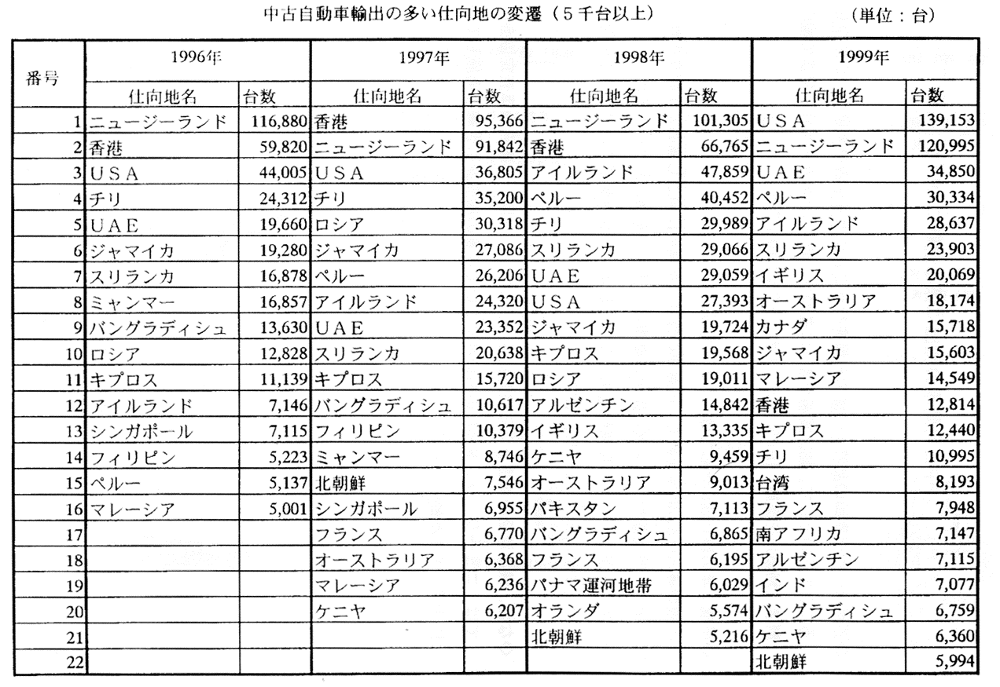 中古自動車輸出の多い仕向地の変遷(５千台以上) (単位：台)
番号 1996年 1997年 1998年 1999年
仕向地名 台数 仕向地名 台数 仕向地名 台数 仕向地名 台数
1 ニュージーランド 116,880 香港 95,366 ニュージーランド 101,305 ＵＳＡ 139,153
2 香港 59,820 ニュージーランド 91,842 香港 66,765 ニュージーランド 120,995
3 ＵＳＡ 44,005 ＵＳＡ 36,805 アイルランド 47,859 ＵＡＥ 34,850
4 チリ 24,312 チリ 35,200 ペルー 40,452 ペルー 30,334
5 ＵＡＥ 19,660 ロシア 30,318 チリ 29,989 アイルランド 28,637
6 ジャマイカ 19,280 ジャマイカ 27,086 スリランカ 29,066 スリランカ 23,903
7 スリランカ 16,878 ペルー 26,206 ＵＡＥ 29,059 イギリス 20,069
8 ミャンマー 16,857 アイルランド 24,320 ＵＳＡ 27,393 オーストラリア 18,174
9 バングラディシュ 13,630 ＵＡＥ 23,352 ジャマイカ 19,724 カナダ 15,718
10 ロシア 12,828 スリランカ 20,638 キプロス 19,568 ジャマイカ 15,603
11 キプロス 11,139 キプロス 15,720 ロシア 19,011 マレーシア 14,549
12 アイルランド 7,146 バングラディシュ 10,617 アルゼンチン 14,842 香港 12,814
13 シンガポール 7,115 フィリピン 10,379 イギリス 13,335 キプロス 12,440
14 フィリピン 5,223 ミャンマー 8,746 ケニヤ 9,459 チリ 10,995
15 ペルー 5,137 北朝鮮 7,546 オーストラリア 9,013 台湾 8,193
16 マレーシア 5,001 シンガポール 6,955 パキスタン 7,113 フランス 7,948
17 フランス 6,770 バングラディシュ 6,865 南アフリカ 7,147
18 オーストラリア 6,368 フランス 6,195 アルゼンチン 7,115
19 マレーシア 6,236 パナマ運河地帯 6,029 インド 7,077
20 ケニヤ 6,207 オランダ 5,574 バングラディシュ 6,759
21 北朝鮮 5,216 ケニヤ 6,360
22 北朝鮮 5,994